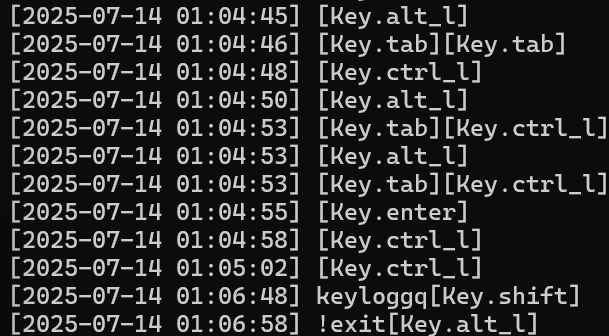 [2025-07-14 01:04:45] [Key.alt_l]
[2025-07-14 01:04:46] [Key.tab][Key.tab]
[2025-07-14 01:04:48] [Key.ctrl_l]
[2025-07-14 01:04:50] [Key.alt_l]
[2025-07-14 01:04:53] [Key.tab][Key.ctrl_l]
[2025-07-14 01:04:53] [Key.alt_l]
[2025-07-14 01:04:53] [Key.tab][Key.ctrl_l]
[2025-07-14 01:04:55] [Key.enter]
[2025-07-14 01:04:58] [Key.ctrl_l]
[2025-07-14 01:05:02] [Key.ctrl_l]
[2025-07-14 01:06:48] keyloggq[Key.shift]
[2025-07-14 01:06:58] !exit[Key.alt_l]